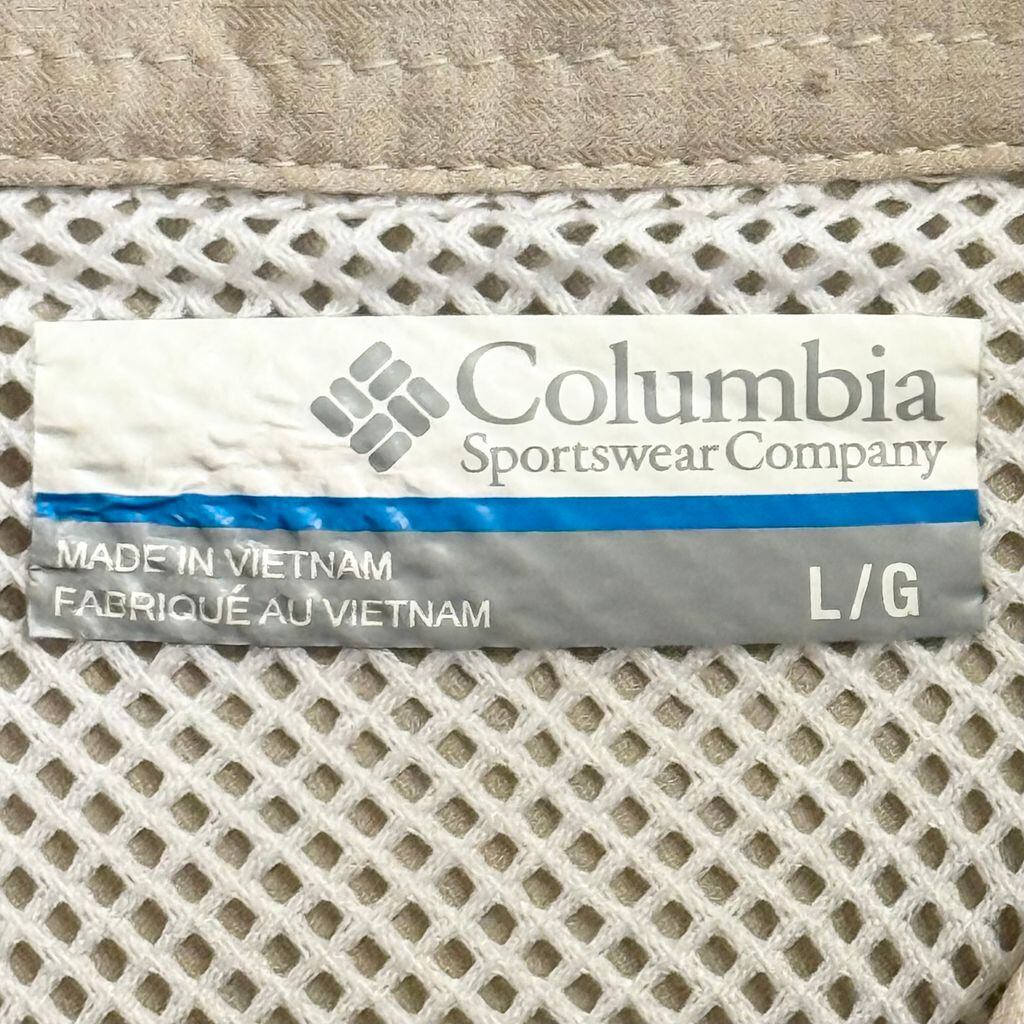 Columbia
Sportswear Company
MADE IN VIETNAM
FABRIQUÉ AU VIETNAM
L/G